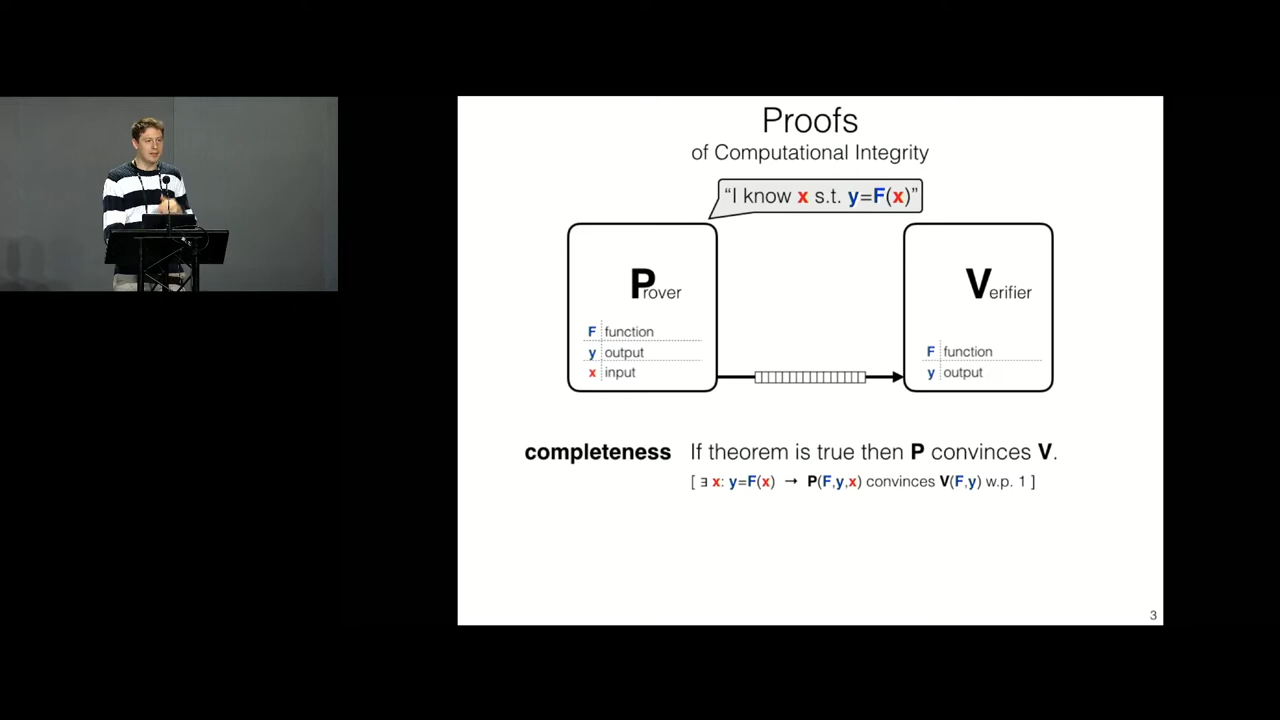 Proofs
of Computational Integrity
“I know x s.t. y=F(x)”
Prover
F function
y output
x input
Verifier
F function
y output
completeness If theorem is true then P convinces V.
[ ∃ x: y=F(x) → P(F,y,x) convinces V(F,y) w.p. 1 ]
3